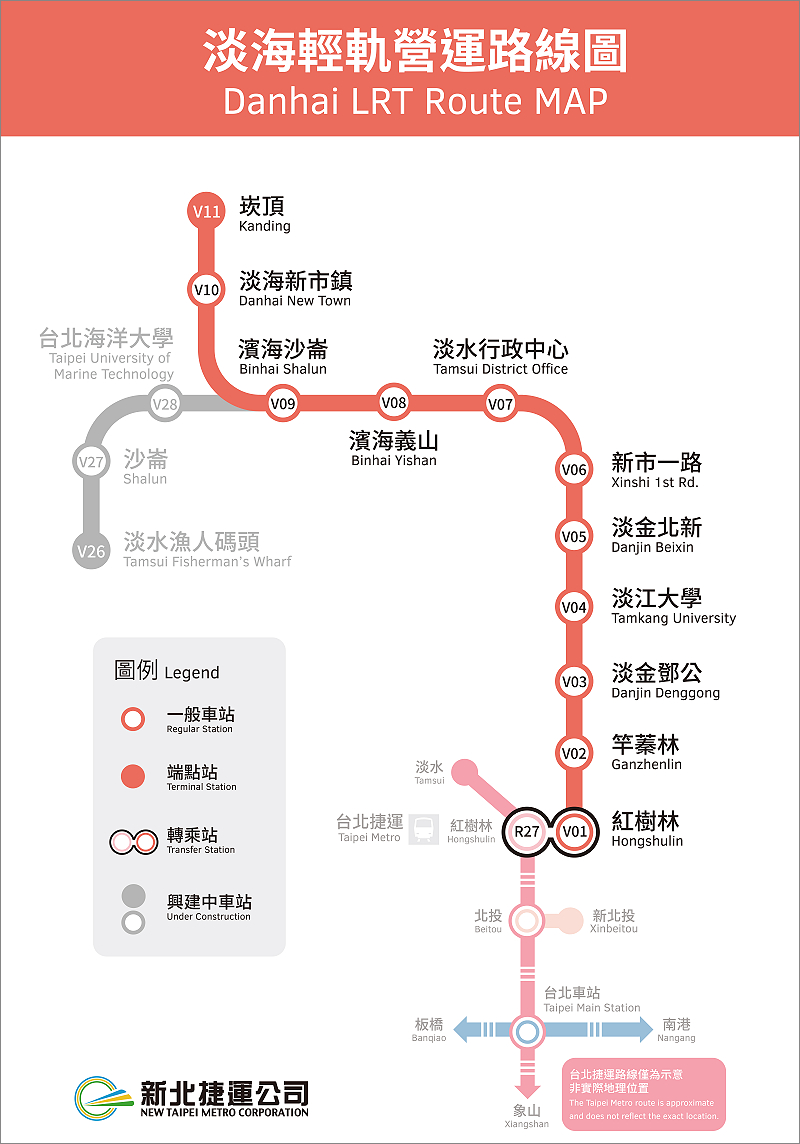 淡海輕軌營運路線圖
Danhai LRT Route MAP
V11
崁頂
Kanding
V10
淡海新市鎮
Danhai New Town
台北海洋大學
Taipei University of
Marine Technology
濱海沙崙
Binhai Shalun
淡水行政中心
Tamsui District Office
V28
V09
V08
V07
濱海義山
Binhai Yishan
V27
沙崙
Shalun
V06
新市一路
Xinshi 1st Rd.
V26
淡水漁人碼頭
Tamsui Fisherman's Wharf
V05
淡金北新
Danjin Beixin
V04
淡江大學
Tamkang University
V03
淡金鄧公
Danjin Denggong
V02
竿蓁林
Ganzhenlin
圖例 Legend
一般車站
Regular Station
端點站
Terminal Station
轉乘站
Transfer Station
興建中車站
Under Construction
淡水
Tamsui
台北捷運
Taipei Metro
紅樹林
Hongshulin
R27
V01
紅樹林
Hongshulin
北投
Beitou
新北投
Xinbeitou
台北車站
Taipei Main Station
板橋
Banqiao
南港
Nangang
象山
Xiangshan
台北捷運路線僅為示意
非實際地理位置
The Taipei Metro route is approximate
and does not reflect the exact location.
新北捷運公司
NEW TAIPEI METRO CORPORATION